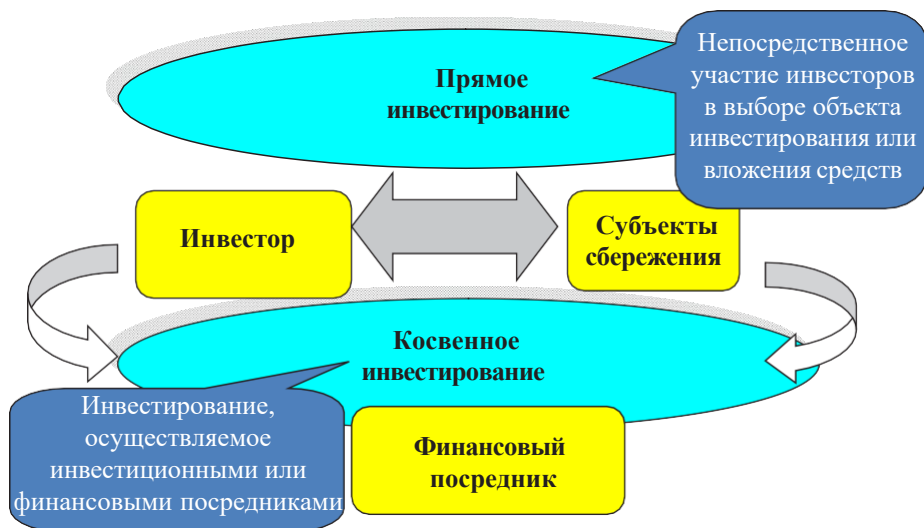 Прямое
инвестирование
Непосредственное
участие инвесторов
в выборе объекта
инвестирования или
вложения средств
Инвестор
Субъекты
сбережения
Косвенное
инвестирование
Инвестирование,
осуществляемое
инвестиционными или
финансовыми посредниками
Финансовый
посредник